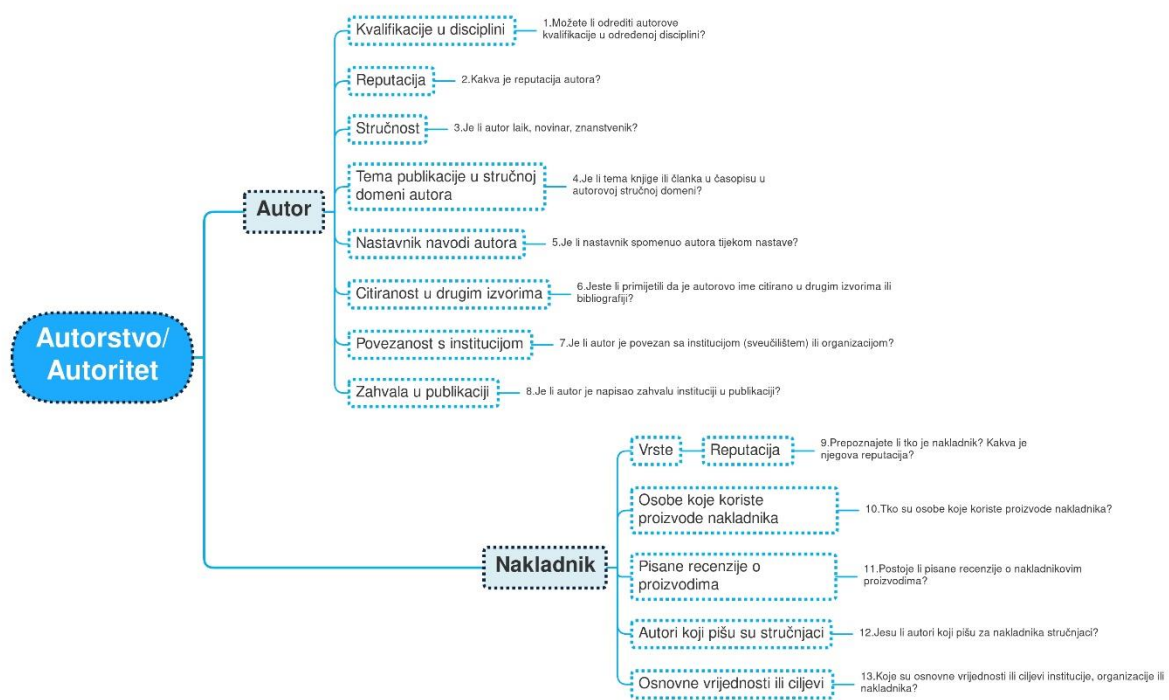 Autorstvo/
Autoritet
Autor
Kvalifikacije u disciplini
1.Možete li odrediti autorove
kvalifikacije u određenoj disciplini?
Reputacija
2.Kakva je reputacija autora?
Stručnost
3.Je li autor laik, novinar, znanstvenik?
Tema publikacije u stručnoj
domeni autora
4.Je li tema knjige ili članka u časopisu u
autorovoj stručnoj domeni?
Nastavnik navodi autora
5.Je li nastavnik spomenuo autora tijekom nastave?
Citiranost u drugim izvorima
6.Jeste li primijetili da je autorovo ime citirano u drugim izvorima ili
bibliografiji?
Povezanost s institucijom
7.Je li autor je povezan sa institucijom (sveučilištem) ili organizacijom?
Zahvala u publikaciji
8.Je li autor je napisao zahvalu instituciji u publikaciji?
Nakladnik
Vrste
Reputacija
9.Prepoznajete li tko je nakladnik? Kakva je
njegova reputacija?
Osobe koje koriste
proizvode nakladnika
10.Tko su osobe koje koriste proizvode nakladnika?
Pisane recenzije o
proizvodima
11.Postoje li pisane recenzije o nakladnikovim
proizvodima?
Autori koji pišu su stručnjaci
12.Jesu li autori koji pišu za nakladnika stručnjaci?
Osnovne vrijednosti ili ciljevi
13.Koje su osnovne vrijednosti ili ciljevi institucije, organizacije ili
nakladnika?